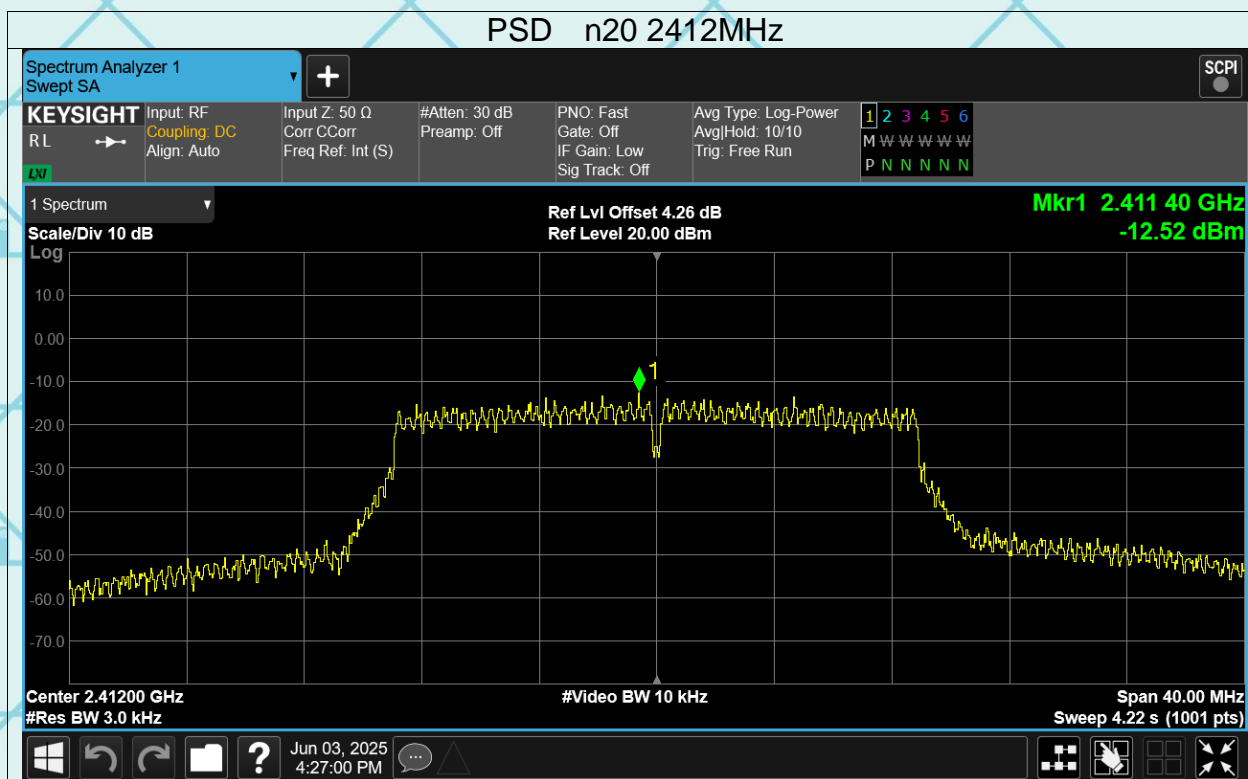 PSD n20 2412MHz
Spectrum Analyzer 1
Swept SA
SCPI
KEYSIGHT
R L
LXI
Input: RF
Coupling: DC
Align: Auto
Input Z: 50 Ω
Corr CCorr
Freq Ref: Int (S)
#Atten: 30 dB
Preamp: Off
PNO: Fast
Gate: Off
IF Gain: Low
Sig Track: Off
Avg Type: Log-Power
Avg|Hold: 10/10
Trig: Free Run
1 2 3 4 5 6
M W W W W W
P N N N N N
1 Spectrum
Scale/Div 10 dB
Log
Ref Lvl Offset 4.26 dB
Ref Level 20.00 dBm
Mkr1 2.411 40 GHz
-12.52 dBm
10.0
0.00
-10.0
-20.0
-30.0
-40.0
-50.0
-60.0
-70.0
1
Center 2.41200 GHz
#Res BW 3.0 kHz
#Video BW 10 kHz
Span 40.00 MHz
Sweep 4.22 s (1001 pts)
?
Jun 03, 2025
4:27:00 PM